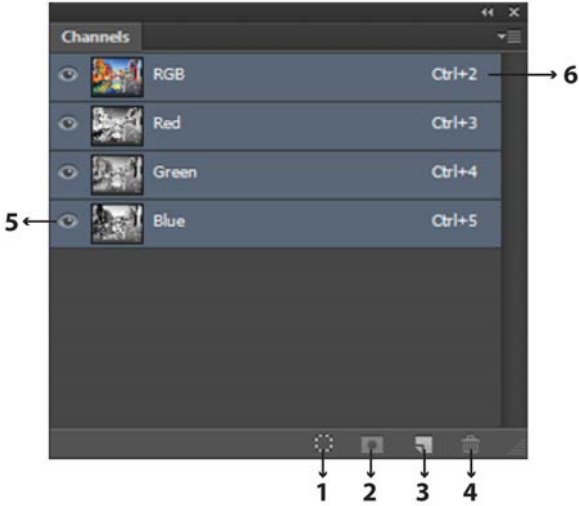 Channels
RGB Ctrl+2 6
Red Ctrl+3
Green Ctrl+4
5 Blue Ctrl+5
1 2 3 4